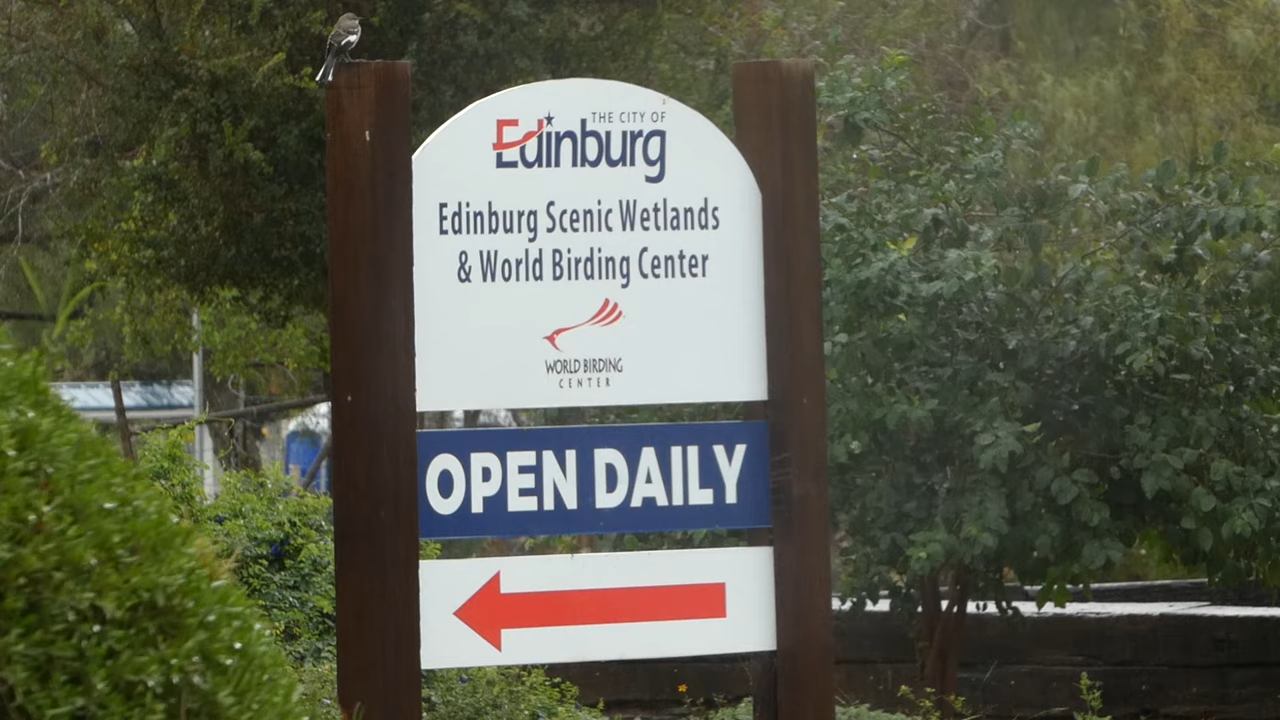 THE CITY OF
Edinburg
Edinburg Scenic Wetlands
& World Birding Center
WORLD BIRDING
CENTER
OPEN DAILY